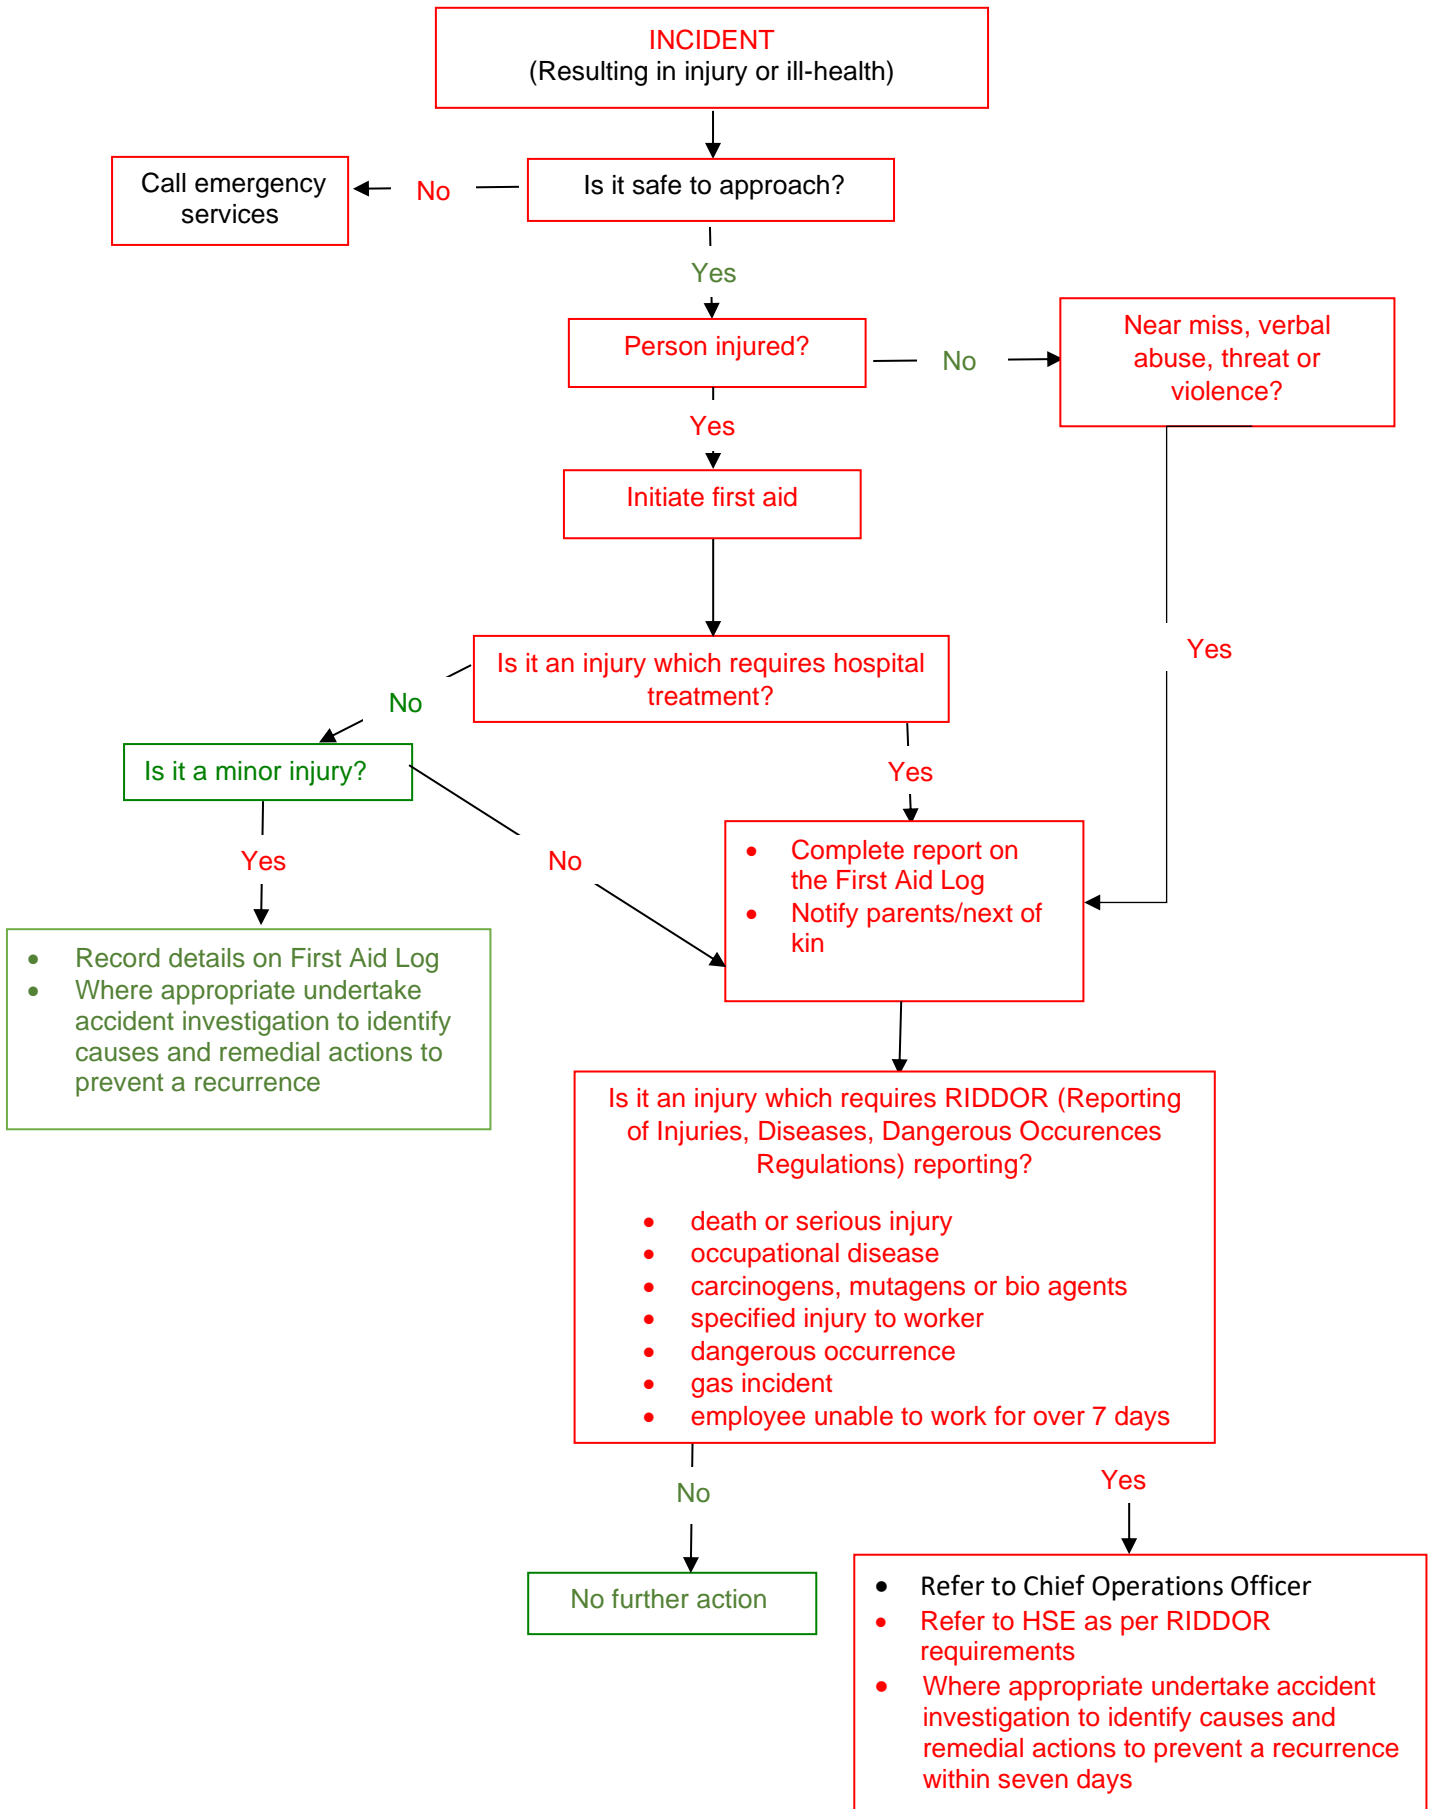 INCIDENT
(Resulting in injury or ill-health)
Call emergency
services
No
Is it safe to approach?
Yes
Person injured?
No
Near miss, verbal
abuse, threat or
violence?
Yes
Initiate first aid
Is it an injury which requires hospital
treatment?
Yes
No
Is it a minor injury?
Yes
Yes
No
• Complete report on
the First Aid Log
• Notify parents/next of
kin
• Record details on First Aid Log
• Where appropriate undertake
accident investigation to identify
causes and remedial actions to
prevent a recurrence
Is it an injury which requires RIDDOR (Reporting
of Injuries, Diseases, Dangerous Occurences
Regulations) reporting?
• death or serious injury
• occupational disease
• carcinogens, mutagens or bio agents
• specified injury to worker
• dangerous occurrence
• gas incident
• employee unable to work for over 7 days
No
Yes
No further action
• Refer to Chief Operations Officer
• Refer to HSE as per RIDDOR
requirements
• Where appropriate undertake accident
investigation to identify causes and
remedial actions to prevent a recurrence
within seven days